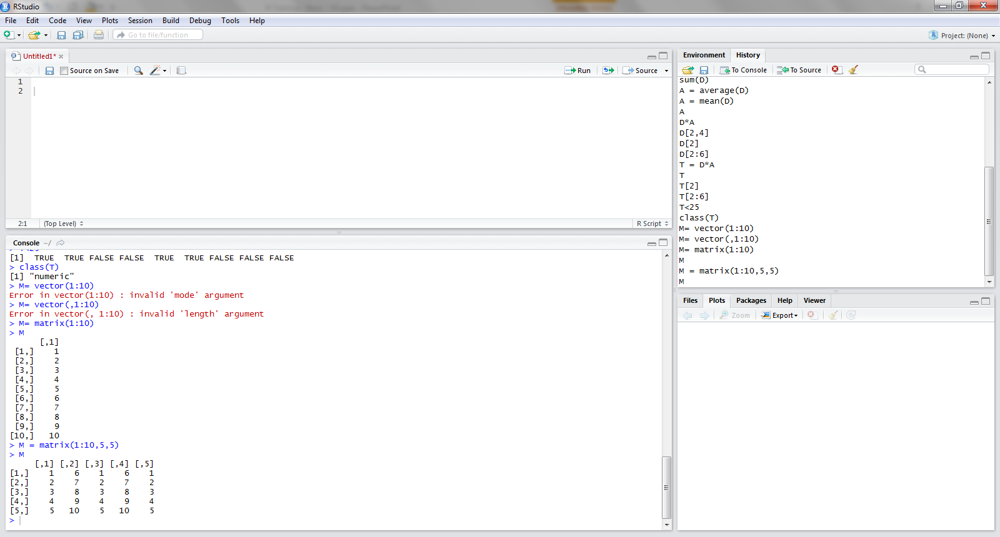 RStudio
File Edit Code View Plots Session Build Debug Tools Help
Go to file/function
Project: (None)
Untitled1*
Source on Save
Run
Source
1
2
2:1
(Top Level)
R Script
Console ~/
[1]  TRUE  TRUE FALSE FALSE  TRUE  TRUE FALSE FALSE FALSE
> class(T)
[1] "numeric"
> M= vector(1:10)
Error in vector(1:10) : invalid 'mode' argument
> M= vector(,1:10)
Error in vector(, 1:10) : invalid 'length' argument
> M= matrix(1:10)
> M
      [,1]
 [1,]    1
 [2,]    2
 [3,]    3
 [4,]    4
 [5,]    5
 [6,]    6
 [7,]    7
 [8,]    8
 [9,]    9
[10,]   10
> M = matrix(1:10,5,5)
> M
     [,1] [,2] [,3] [,4] [,5]
[1,]    1    6    1    6    1
[2,]    2    7    2    7    2
[3,]    3    8    3    8    3
[4,]    4    9    4    9    4
[5,]    5   10    5   10    5
>
Environment History
To Console To Source
sum(D)
A = average(D)
A = mean(D)
A
D*A
D[2,4]
D[2]
D[2:6]
T = D*A
T
T[2]
T[2:6]
T<25
class(T)
M= vector(1:10)
M= vector(,1:10)
M= matrix(1:10)
M
M = matrix(1:10,5,5)
M
Files Plots Packages Help Viewer
Zoom Export